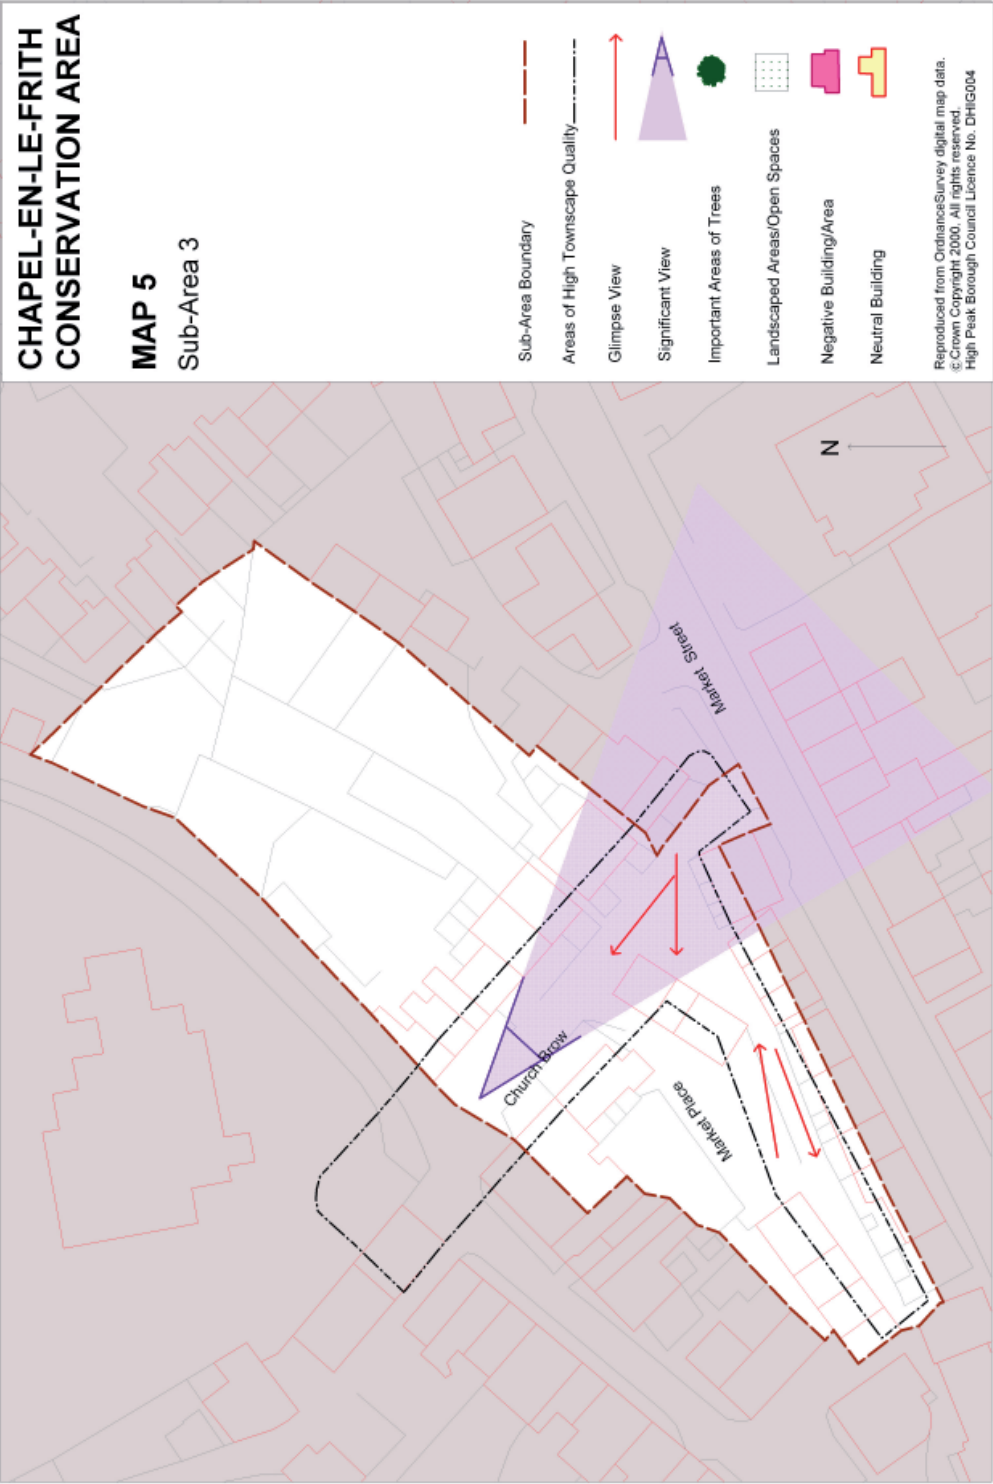 CHAPEL-EN-LE-FRITH
CONSERVATION AREA
MAP 5
Sub-Area 3
Sub-Area Boundary
Areas of High Townscape Quality
Glimpse View
Significant View
Important Areas of Trees
Landscaped Areas/Open Spaces
Negative Building/Area
Neutral Building
Reproduced from OrdnanceSurvey digital map data.
© Crown Copyright 2000. All rights reserved.
High Peak Borough Council Licence No. DHIG004
N
Market Street
Church Brow
Market Place